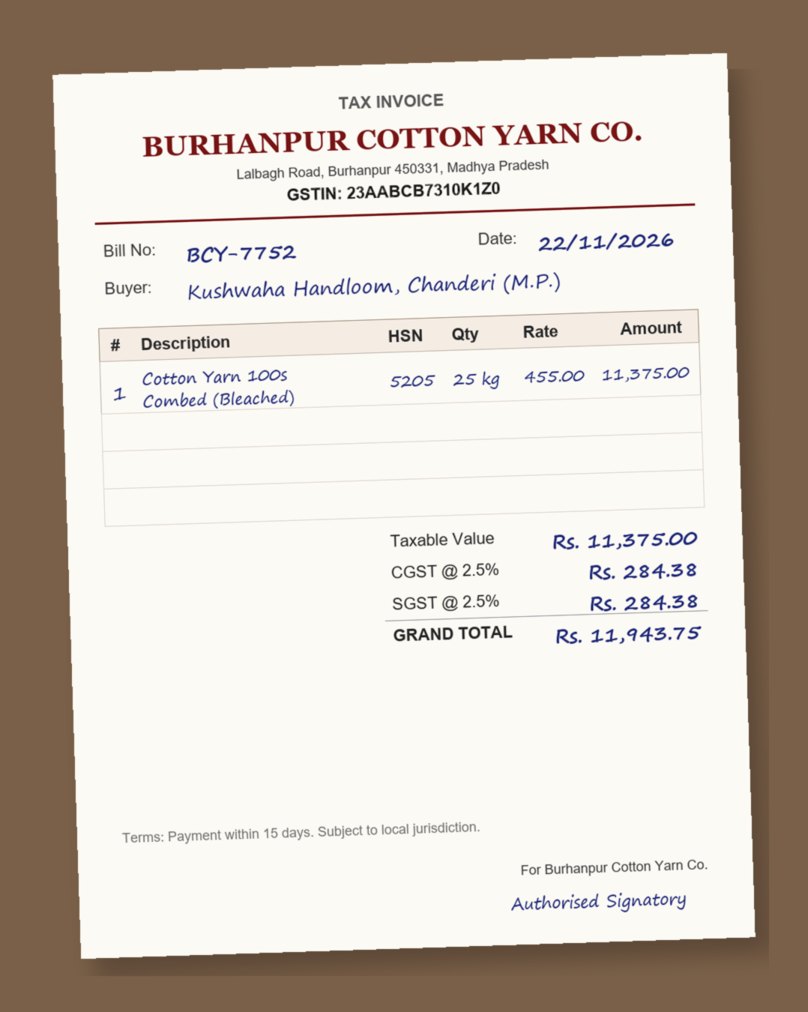 TAX INVOICE
BURHANPUR COTTON YARN CO.
Lalbagh Road, Burhanpur 450331, Madhya Pradesh
GSTIN: 23AABCB7310K1Z0
Bill No: BCY-7752 Date: 22/11/2026
Buyer: Kushwaha Handloom, Chanderi (M.P.)
# Description HSN Qty Rate Amount
1 Cotton Yarn 100s 5205 25 kg 455.00 11,375.00
Combed (Bleached)
Taxable Value Rs. 11,375.00
CGST @ 2.5% Rs. 284.38
SGST @ 2.5% Rs. 284.38
GRAND TOTAL Rs. 11,943.75
Terms: Payment within 15 days. Subject to local jurisdiction.
For Burhanpur Cotton Yarn Co.
Authorised Signatory